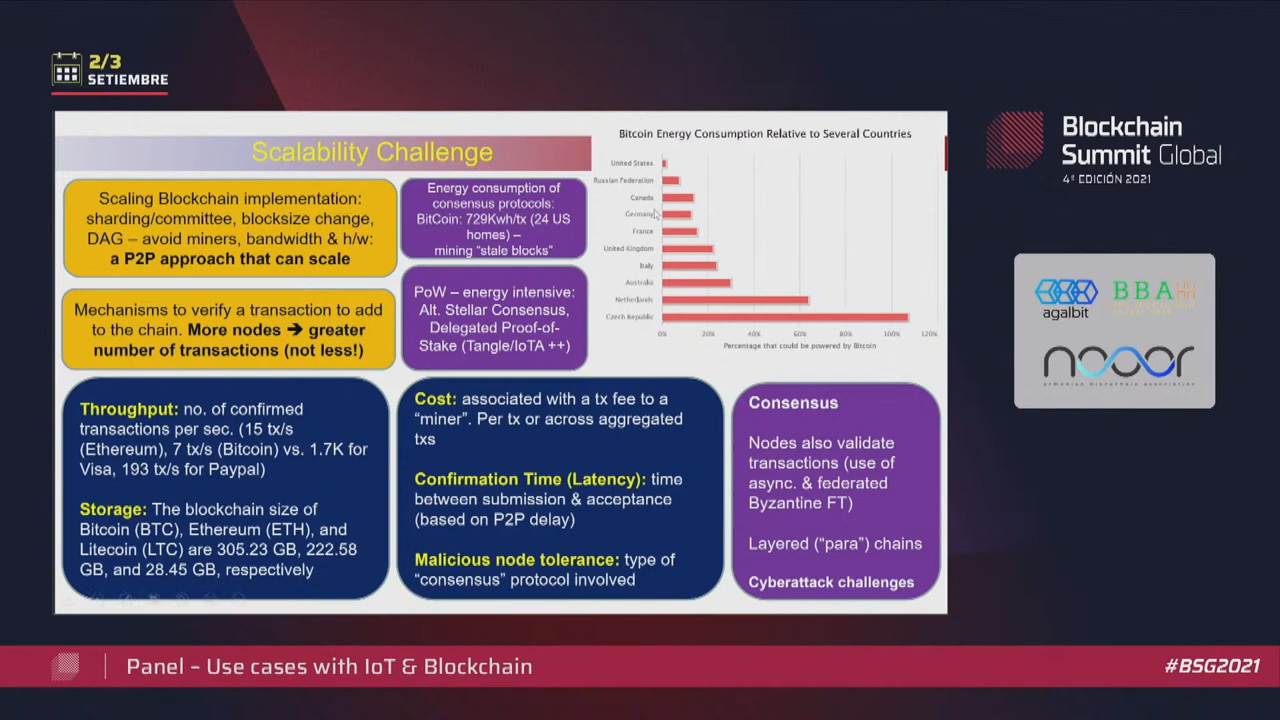 2/3
SETIEMBRE
Scalability Challenge
Scaling Blockchain implementation:
sharding/committee, blocksize change,
DAG – avoid miners, bandwidth & h/w:
a P2P approach that can scale
Mechanisms to verify a transaction to add
to the chain. More nodes ➔ greater
number of transactions (not less!)
Energy consumption of
consensus protocols:
BitCoin: 729Kwh/tx (24 US
homes) –
mining “stale blocks”
PoW – energy intensive:
Alt. Stellar Consensus,
Delegated Proof-of-
Stake (Tangle/IoTA ++)
Bitcoin Energy Consumption Relative to Several Countries
United States
Russian Federation
Canada
Germany
France
United Kingdom
Italy
Australia
Netherlands
Czech Republic
0% 20% 40% 60% 80% 100% 120%
Percentage that could be powered by Bitcoin
Throughput: no. of confirmed
transactions per sec. (15 tx/s
(Ethereum), 7 tx/s (Bitcoin) vs. 1.7K for
Visa, 193 tx/s for Paypal)
Storage: The blockchain size of
Bitcoin (BTC), Ethereum (ETH), and
Litecoin (LTC) are 305.23 GB, 222.58
GB, and 28.45 GB, respectively
Cost: associated with a tx fee to a
“miner”. Per tx or across aggregated
txs
Confirmation Time (Latency): time
between submission & acceptance
(based on P2P delay)
Malicious node tolerance: type of
“consensus” protocol involved
Consensus
Nodes also validate
transactions (use of
async. & federated
Byzantine FT)
Layered (“para”) chains
Cyberattack challenges
Blockchain
Summit Global
4ª EDICIÓN 2021
agalbit
BBA
nooor
Panel – Use cases with IoT & Blockchain
#BSG2021